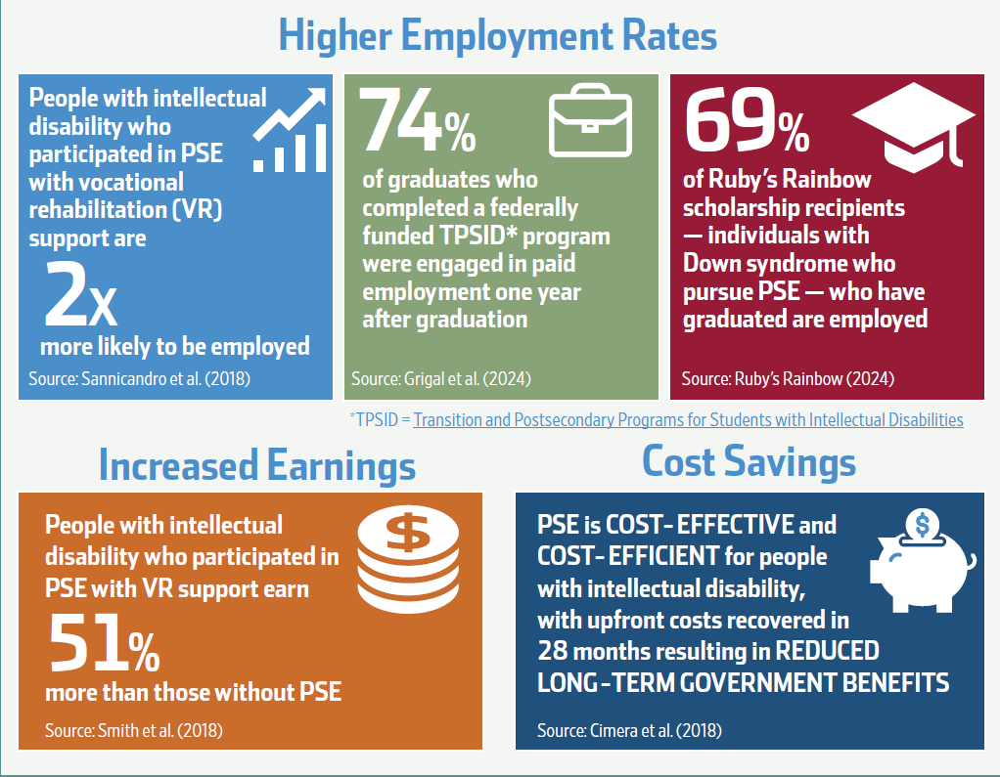 Higher Employment Rates
People with intellectual
disability who
participated in PSE
with vocational
rehabilitation (VR)
support are
2x
more likely to be employed
Source: Sannicandro et al. (2018)
74%
of graduates who
completed a federally
funded TPSID* program
were engaged in paid
employment one year
after graduation
Source: Grigal et al. (2024)
69%
of Ruby’s Rainbow
scholarship recipients
— individuals with
Down syndrome who
pursue PSE — who have
graduated are employed
Source: Ruby’s Rainbow (2024)
*TPSID = Transition and Postsecondary Programs for Students with Intellectual Disabilities
Increased Earnings
People with intellectual
disability who participated in
PSE with VR support earn
51%
more than those without PSE
Source: Smith et al. (2018)
$
Cost Savings
PSE is COST-EFFECTIVE and
COST-EFFICIENT for people
with intellectual disability,
with upfront costs recovered in
28 months resulting in REDUCED
LONG-TERM GOVERNMENT BENEFITS
Source: Cimera et al. (2018)
$